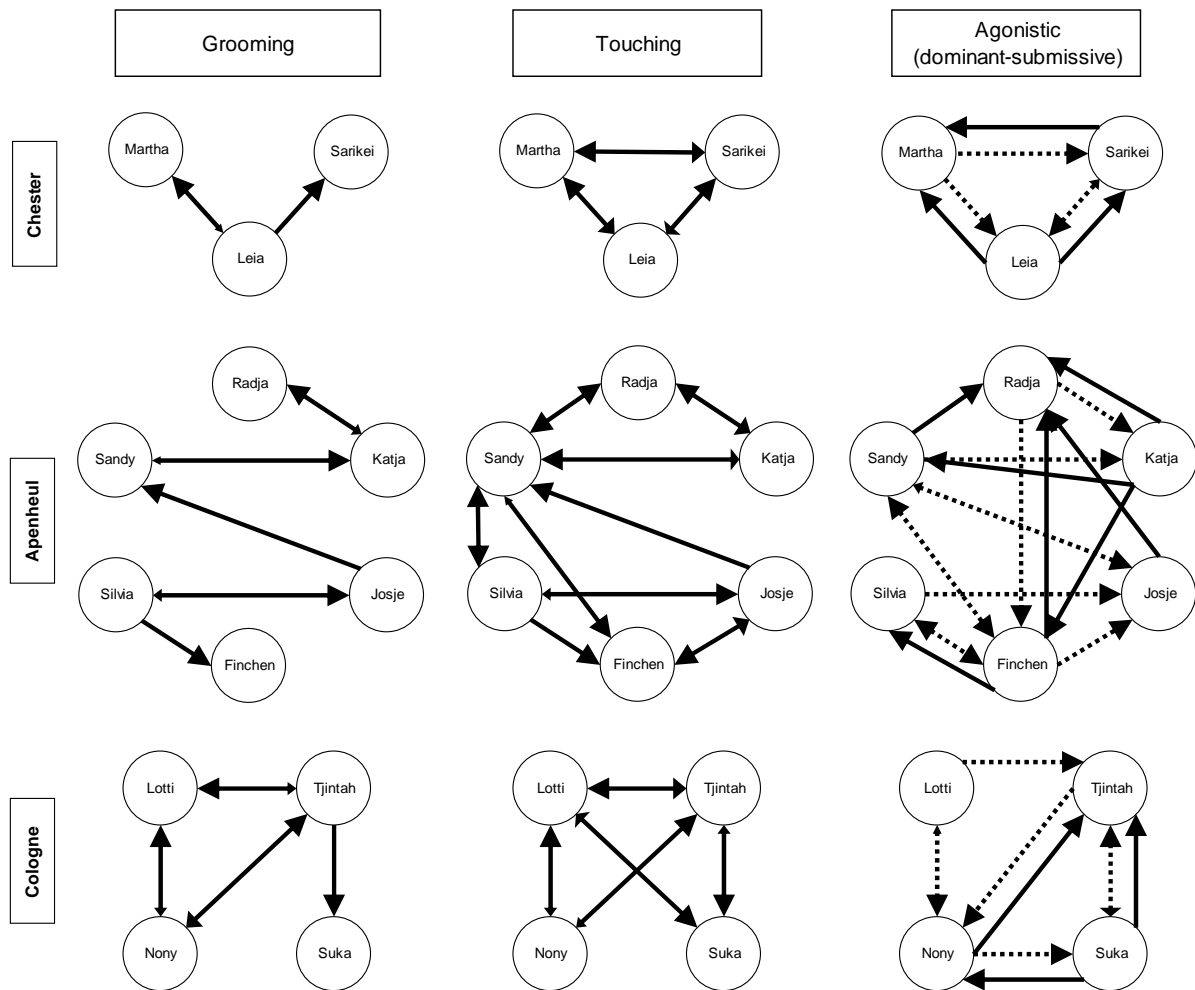 Grooming
Touching
Agonistic
(dominant-submissive)
Chester
Martha
Sarikei
Leia
Martha
Sarikei
Leia
Martha
Sarikei
Leia
Apenheul
Radja
Sandy
Katja
Silvia
Josje
Finchen
Radja
Sandy
Katja
Silvia
Josje
Finchen
Radja
Sandy
Katja
Silvia
Josje
Finchen
Cologne
Lotti
Tjintah
Nony
Suka
Lotti
Tjintah
Nony
Suka
Lotti
Tjintah
Nony
Suka